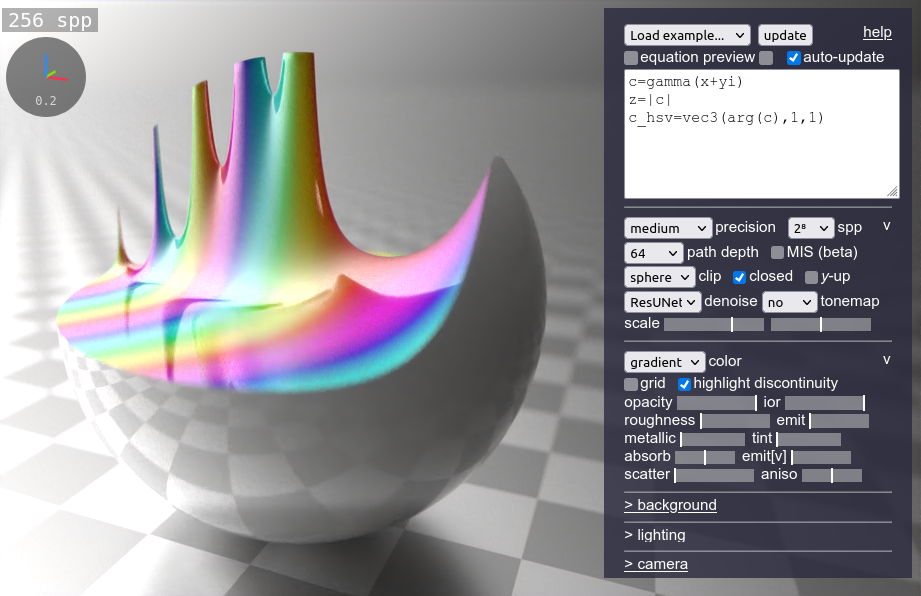 256 spp
0.2
Load example... update help
equation preview auto-update
c=gamma(x+yi)
z=|c|
c_hsv=vec3(arg(c),1,1)
medium precision 2⁸ spp v
64 path depth MIS (beta)
sphere clip closed y-up
ResUNet denoise no tonemap
scale
gradient color v
grid highlight discontinuity
opacity ior
roughness emit
metallic tint
absorb emit[v]
scatter aniso
> background
> lighting
> camera